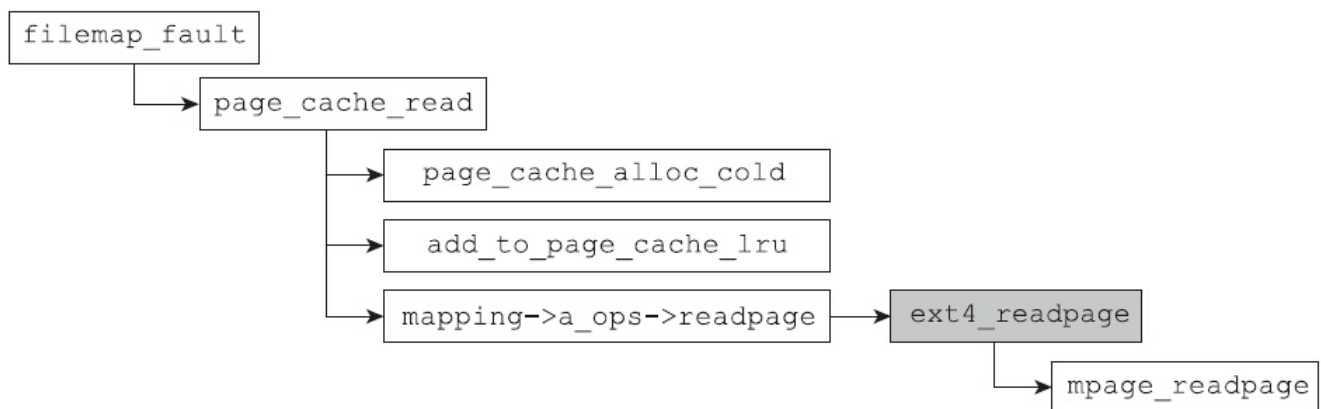 filemap_fault
page_cache_read
page_cache_alloc_cold
add_to_page_cache_lru
mapping->a_ops->readpage
ext4_readpage
mpage_readpage